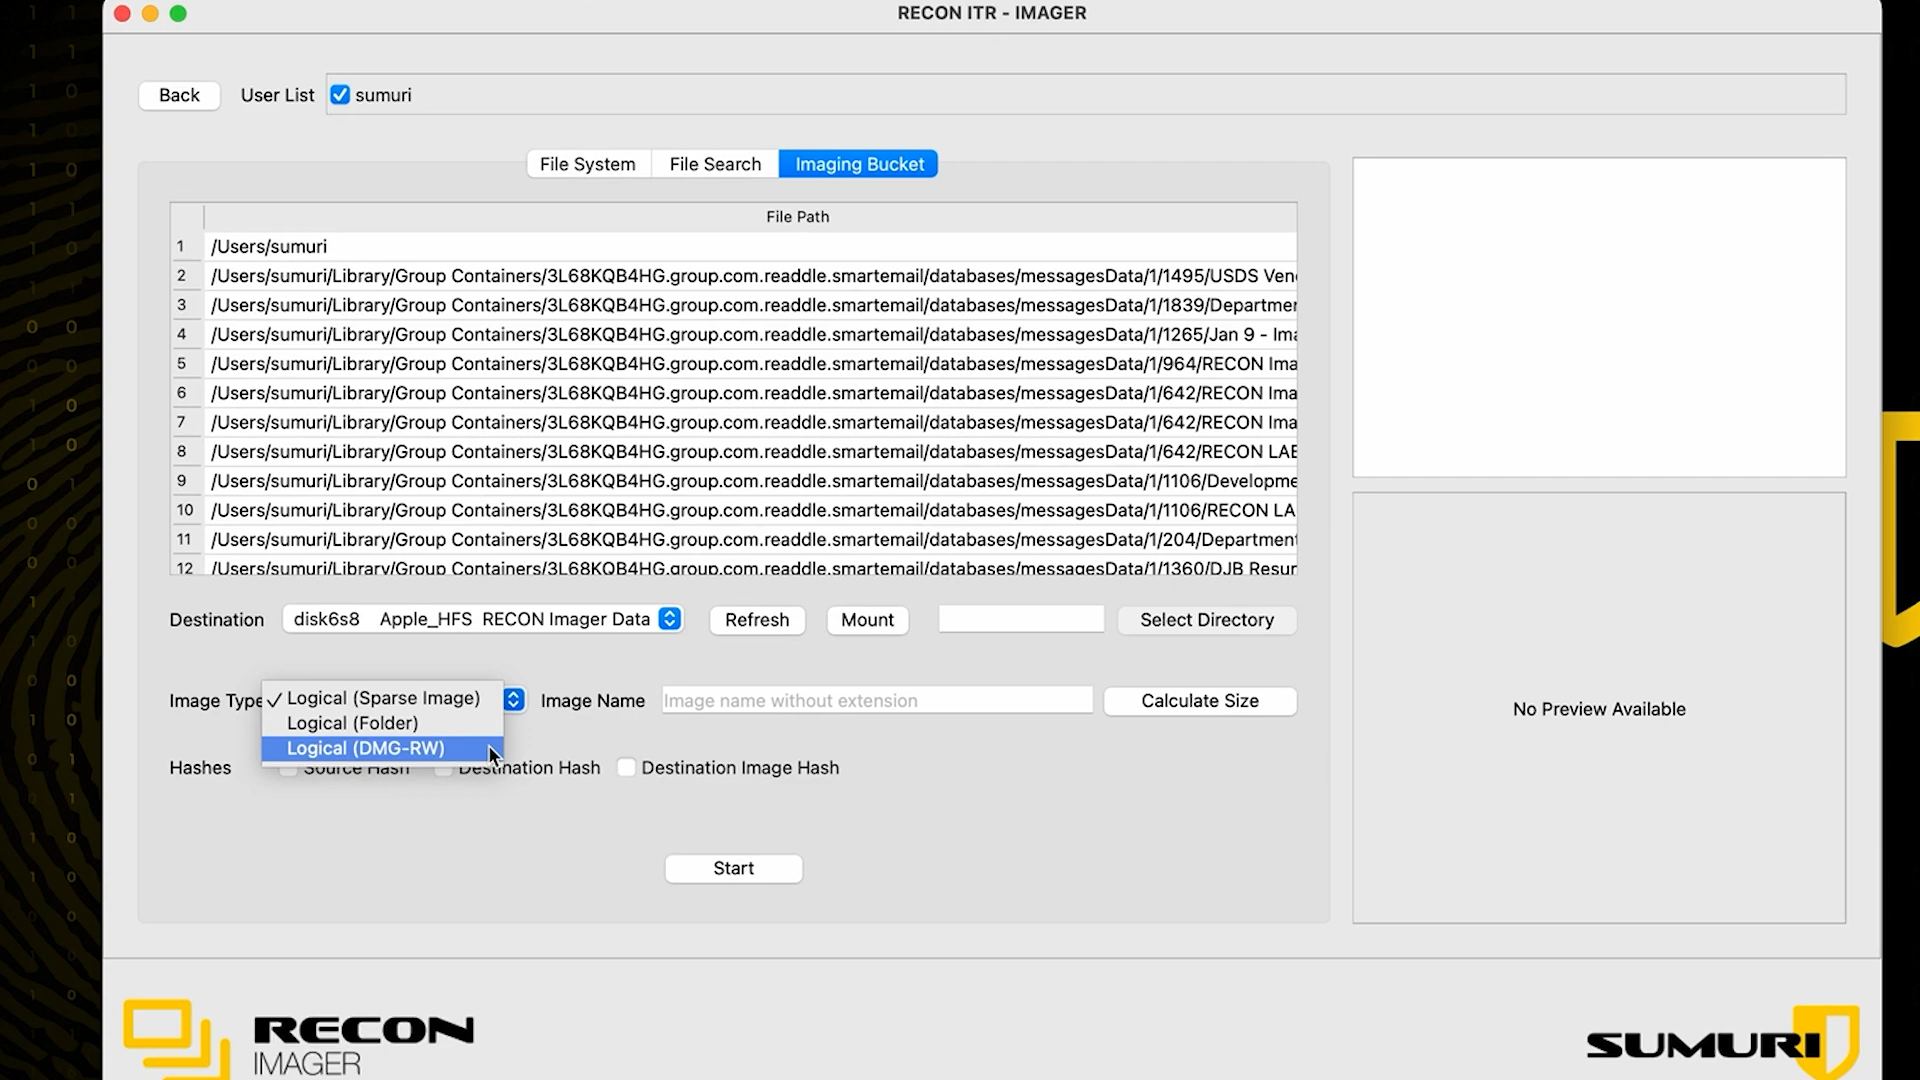 RECON ITR - IMAGER
Back User List sumuri
File System File Search Imaging Bucket
File Path
1 /Users/sumuri
2 /Users/sumuri/Library/Group Containers/3L68KQB4HG.group.com.readdle.smartemail/databases/messagesData/1/1495/USDS Ven
3 /Users/sumuri/Library/Group Containers/3L68KQB4HG.group.com.readdle.smartemail/databases/messagesData/1/1839/Departmen
4 /Users/sumuri/Library/Group Containers/3L68KQB4HG.group.com.readdle.smartemail/databases/messagesData/1/1265/Jan 9 - Ima
5 /Users/sumuri/Library/Group Containers/3L68KQB4HG.group.com.readdle.smartemail/databases/messagesData/1/964/RECON Ima
6 /Users/sumuri/Library/Group Containers/3L68KQB4HG.group.com.readdle.smartemail/databases/messagesData/1/642/RECON Ima
7 /Users/sumuri/Library/Group Containers/3L68KQB4HG.group.com.readdle.smartemail/databases/messagesData/1/642/RECON Ima
8 /Users/sumuri/Library/Group Containers/3L68KQB4HG.group.com.readdle.smartemail/databases/messagesData/1/642/RECON LAB
9 /Users/sumuri/Library/Group Containers/3L68KQB4HG.group.com.readdle.smartemail/databases/messagesData/1/1106/Developme
10 /Users/sumuri/Library/Group Containers/3L68KQB4HG.group.com.readdle.smartemail/databases/messagesData/1/1106/RECON LA
11 /Users/sumuri/Library/Group Containers/3L68KQB4HG.group.com.readdle.smartemail/databases/messagesData/1/204/Department
12 /Users/sumuri/Library/Group Containers/3L68KQB4HG.group.com.readdle.smartemail/databases/messagesData/1/1360/DJB Resur
Destination disk6s8 Apple_HFS RECON Imager Data Refresh Mount Select Directory
Image Type Logical (Sparse Image) Image Name Image name without extension Calculate Size
Logical (Folder)
Logical (DMG-RW)
Hashes Source Hash Destination Hash Destination Image Hash
Start
No Preview Available
RECON
IMAGER
SUMURI